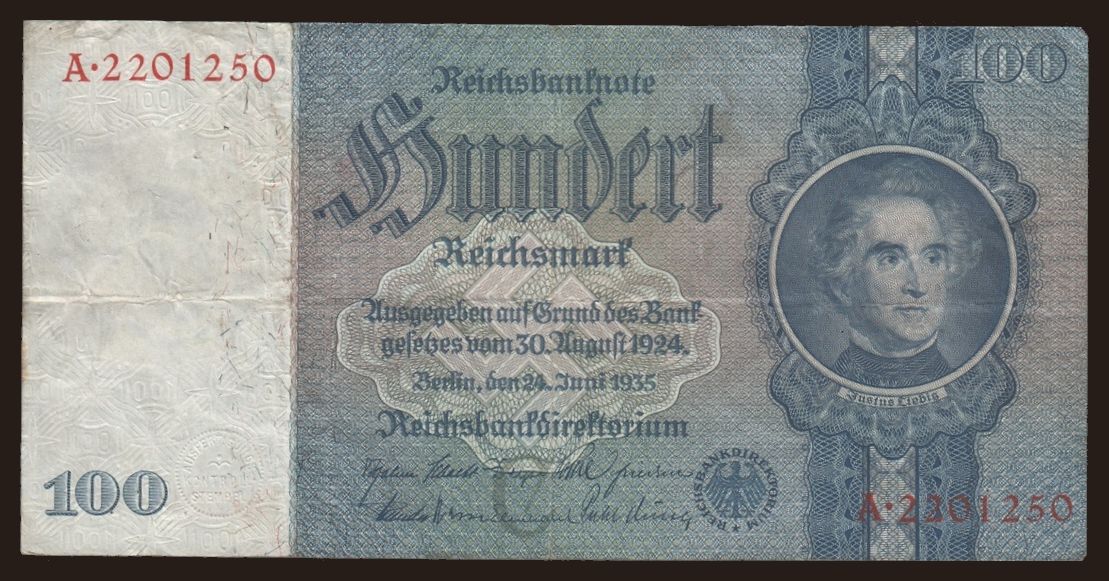 A·2201250
100
Reichsbanknote
Hundert
Reichsmark
Ausgegeben auf Grund des Bank-
gesetzes vom 30. August 1924.
Berlin, den 24. Juni 1935
Reichsbankdirektorium
Justus Liebig
REICHSBANKDIREKTORIUM
100
A·2201250